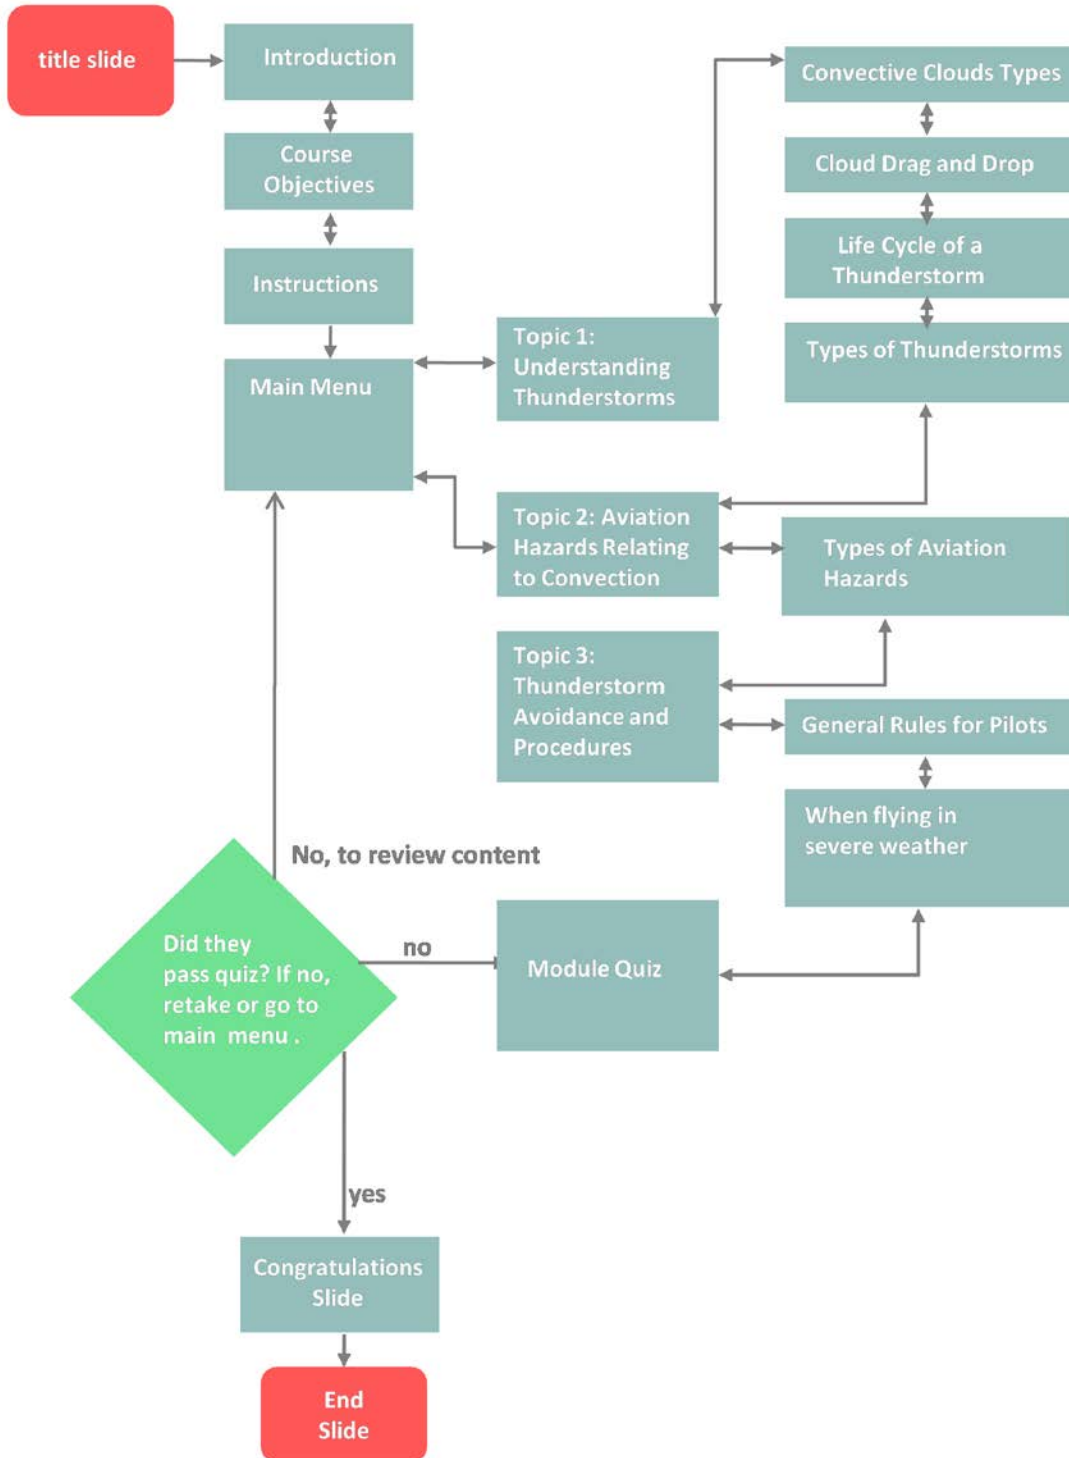 title slide
Introduction
Course
Objectives
Instructions
Main Menu
Topic 1:
Understanding
Thunderstorms
Convective Clouds Types
Cloud Drag and Drop
Life Cycle of a
Thunderstorm
Types of Thunderstorms
Topic 2: Aviation
Hazards Relating
to Convection
Types of Aviation
Hazards
Topic 3:
Thunderstorm
Avoidance and
Procedures
General Rules for Pilots
When flying in
severe weather
Module Quiz
No, to review content
no
Did they
pass quiz? If no,
retake or go to
main  menu .
yes
Congratulations
Slide
End
Slide